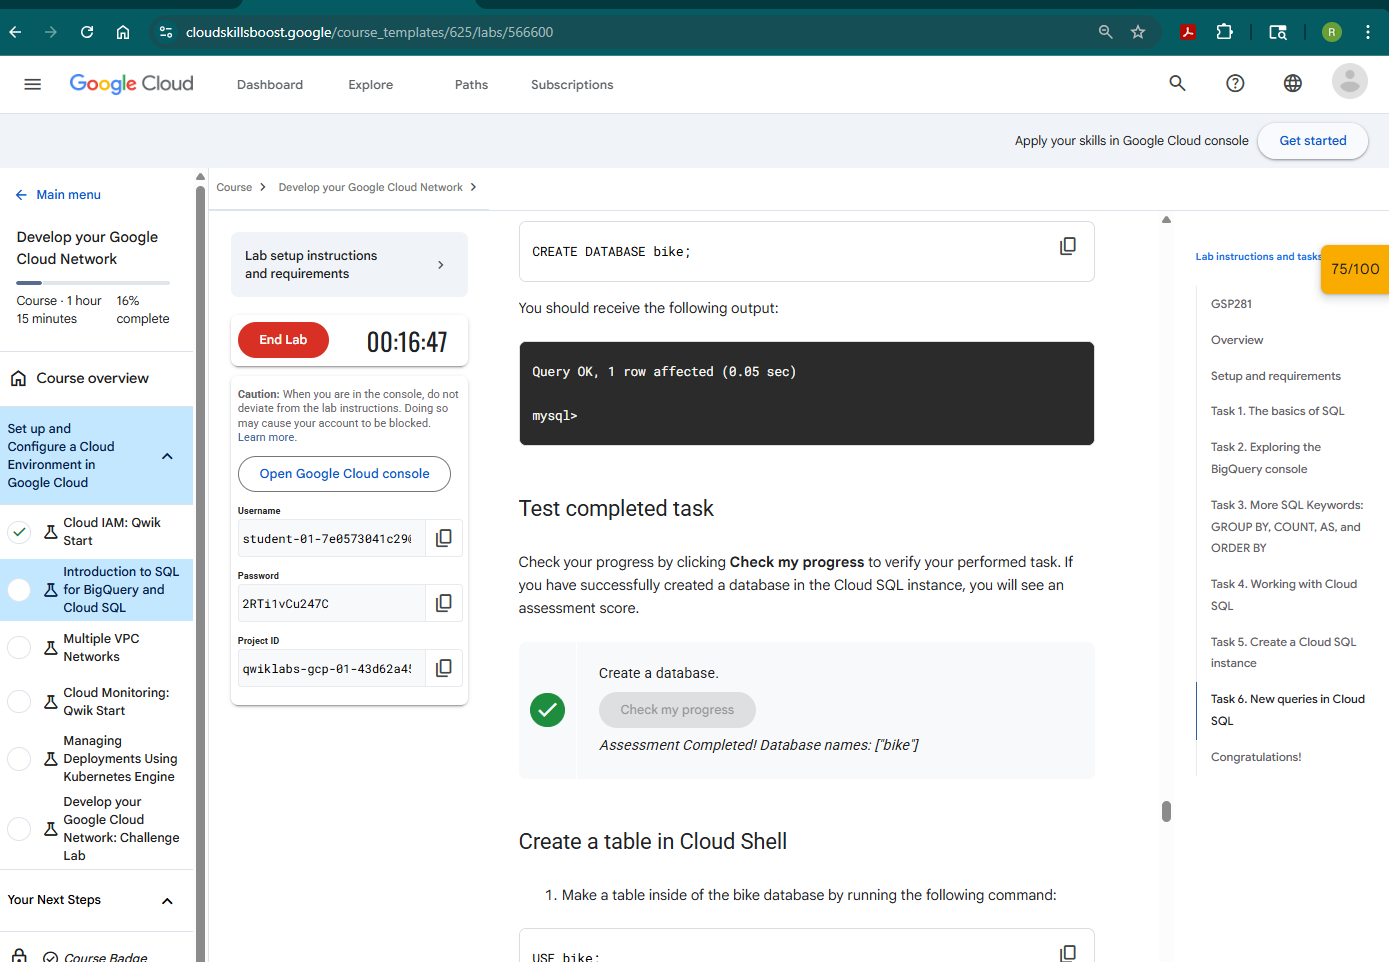 cloudskillsboost.google/course_templates/625/labs/566600
R
Google Cloud
Dashboard
Explore
Paths
Subscriptions
Apply your skills in Google Cloud console
Get started
Main menu
Develop your Google
Cloud Network
Course · 1 hour
15 minutes
16%
complete
Course overview
Set up and
Configure a Cloud
Environment in
Google Cloud
Cloud IAM: Qwik
Start
Introduction to SQL
for BigQuery and
Cloud SQL
Multiple VPC
Networks
Cloud Monitoring:
Qwik Start
Managing
Deployments Using
Kubernetes Engine
Develop your
Google Cloud
Network: Challenge
Lab
Your Next Steps
Course Badge
Course
Develop your Google Cloud Network
Lab setup instructions
and requirements
End Lab
00:16:47
Caution: When you are in the console, do not
deviate from the lab instructions. Doing so
may cause your account to be blocked.
Learn more.
Open Google Cloud console
Username
student-01-7e0573041c29
Password
2RTi1vCu247C
Project ID
qwiklabs-gcp-01-43d62a4
CREATE DATABASE bike;
You should receive the following output:
Query OK, 1 row affected (0.05 sec)
mysql>
Test completed task
Check your progress by clicking Check my progress to verify your performed task. If
you have successfully created a database in the Cloud SQL instance, you will see an
assessment score.
Create a database.
Check my progress
Assessment Completed! Database names: ["bike"]
Create a table in Cloud Shell
1. Make a table inside of the bike database by running the following command:
USE bike;
Lab instructions and tasks
75/100
GSP281
Overview
Setup and requirements
Task 1. The basics of SQL
Task 2. Exploring the
BigQuery console
Task 3. More SQL Keywords:
GROUP BY, COUNT, AS, and
ORDER BY
Task 4. Working with Cloud
SQL
Task 5. Create a Cloud SQL
instance
Task 6. New queries in Cloud
SQL
Congratulations!